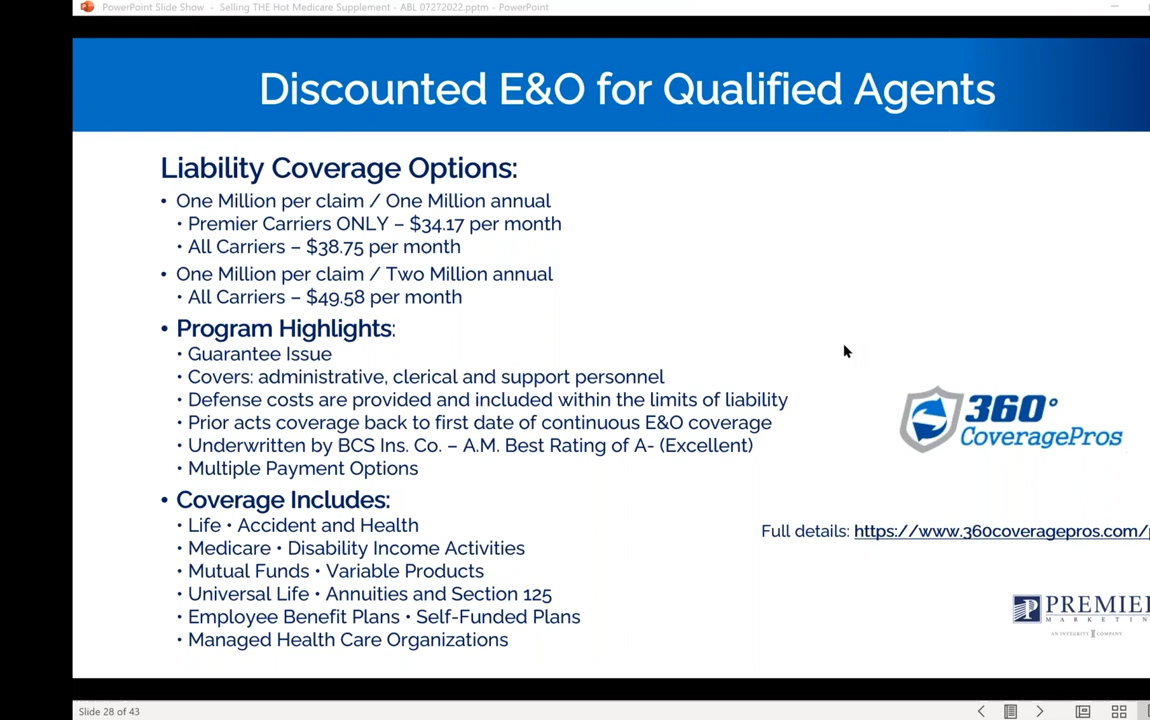 PowerPoint Slide Show - Selling THE Hot Medicare Supplement - ABL 07272022.pptm - PowerPoint
Discounted E&O for Qualified Agents
Liability Coverage Options:
• One Million per claim / One Million annual
• Premier Carriers ONLY – $34.17 per month
• All Carriers – $38.75 per month
• One Million per claim / Two Million annual
• All Carriers – $49.58 per month
• Program Highlights:
• Guarantee Issue
• Covers: administrative, clerical and support personnel
• Defense costs are provided and included within the limits of liability
• Prior acts coverage back to first date of continuous E&O coverage
• Underwritten by BCS Ins. Co. – A.M. Best Rating of A- (Excellent)
• Multiple Payment Options
• Coverage Includes:
• Life • Accident and Health
• Medicare • Disability Income Activities
• Mutual Funds • Variable Products
• Universal Life • Annuities and Section 125
• Employee Benefit Plans • Self-Funded Plans
• Managed Health Care Organizations
360°
CoveragePros
Full details: https://www.360coveragepros.com/
PREMIE
MARKETIN
AN INTEGRITY COMPANY
Slide 28 of 43